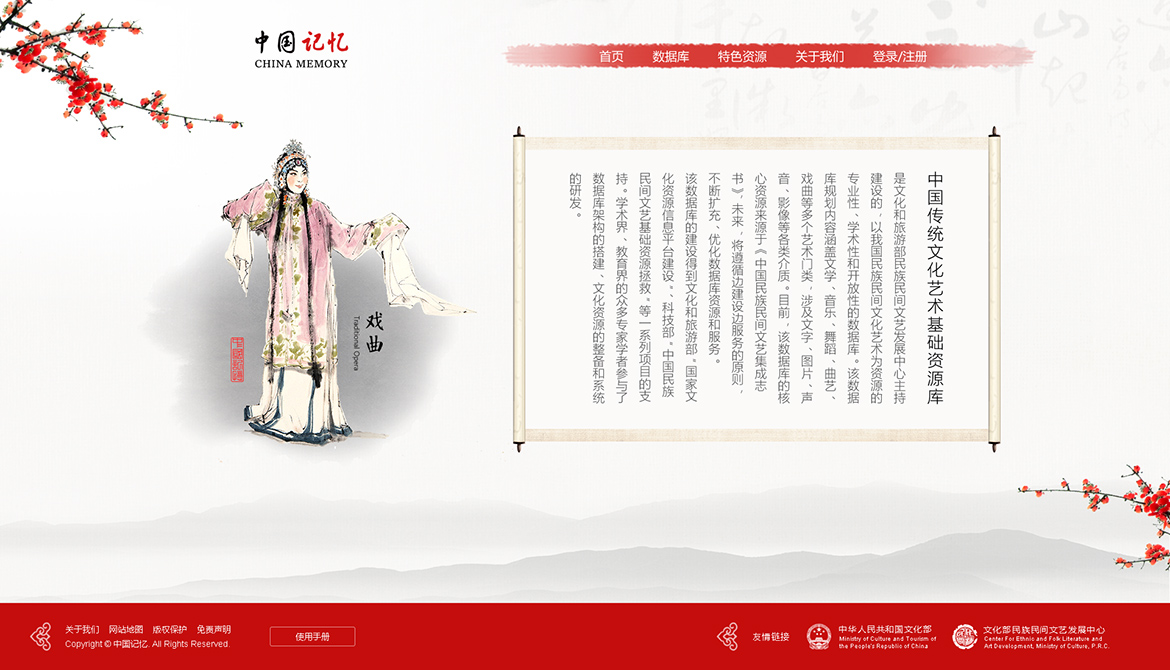 中国记忆
CHINA MEMORY
首页 数据库 特色资源 关于我们 登录/注册
中国传统文化艺术基础资源库
是文化和旅游部民族民间文艺发展中心主持
建设的，以我国民族民间文化艺术为资源的
专业性、学术性和开放性的数据库。该数据
库规划内容涵盖文学、音乐、舞蹈、曲艺、
戏曲等多个艺术门类，涉及文字、图片、声
音、影像等各类介质。目前，该数据库的核
心资源来源于《中国民族民间文艺集成志
书》，未来，将遵循边建设边服务的原则，
不断扩充、优化数据库资源和服务。
该数据库的建设得到文化和旅游部“国家文
化资源信息平台建设”、科技部“中国民族
民间文艺基础资源拯救”等一系列项目的支
持。学术界、教育界的众多专家学者参与了
数据库架构的搭建、文化资源的整备和系统
的研发。
戏曲
Traditional Opera
关于我们 网站地图 版权保护 免责声明
Copyright © 中国记忆. All Rights Reserved.
使用手册
友情链接
中华人民共和国文化部
Ministry of Culture and Tourism of
the People's Republic of China
文化部民族民间文艺发展中心
Center For Ethnic and Folk Literature and
Art Development, Ministry of Culture, P.R.C.